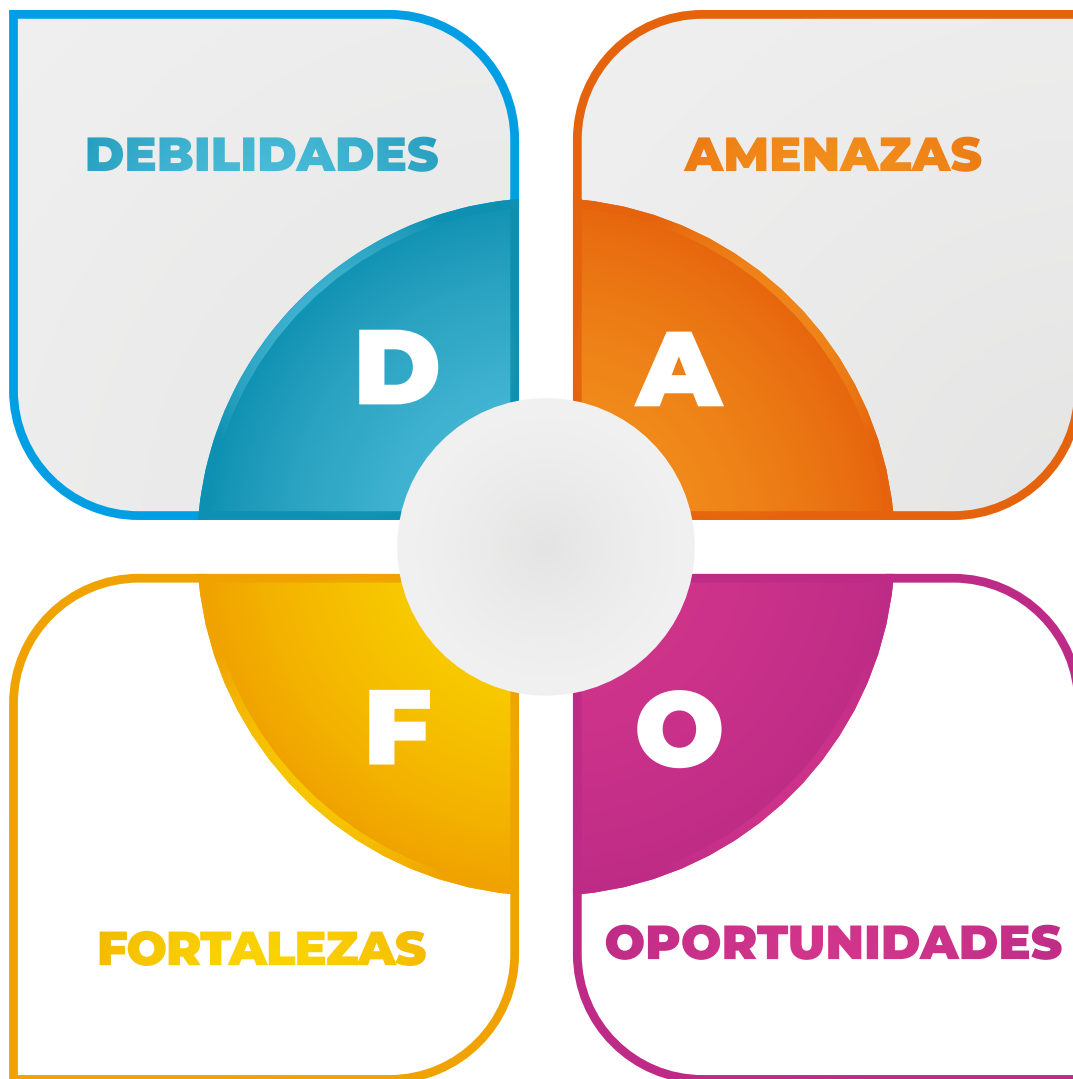 DEBILIDADES
AMENAZAS
D
A
F
O
FORTALEZAS
OPORTUNIDADES